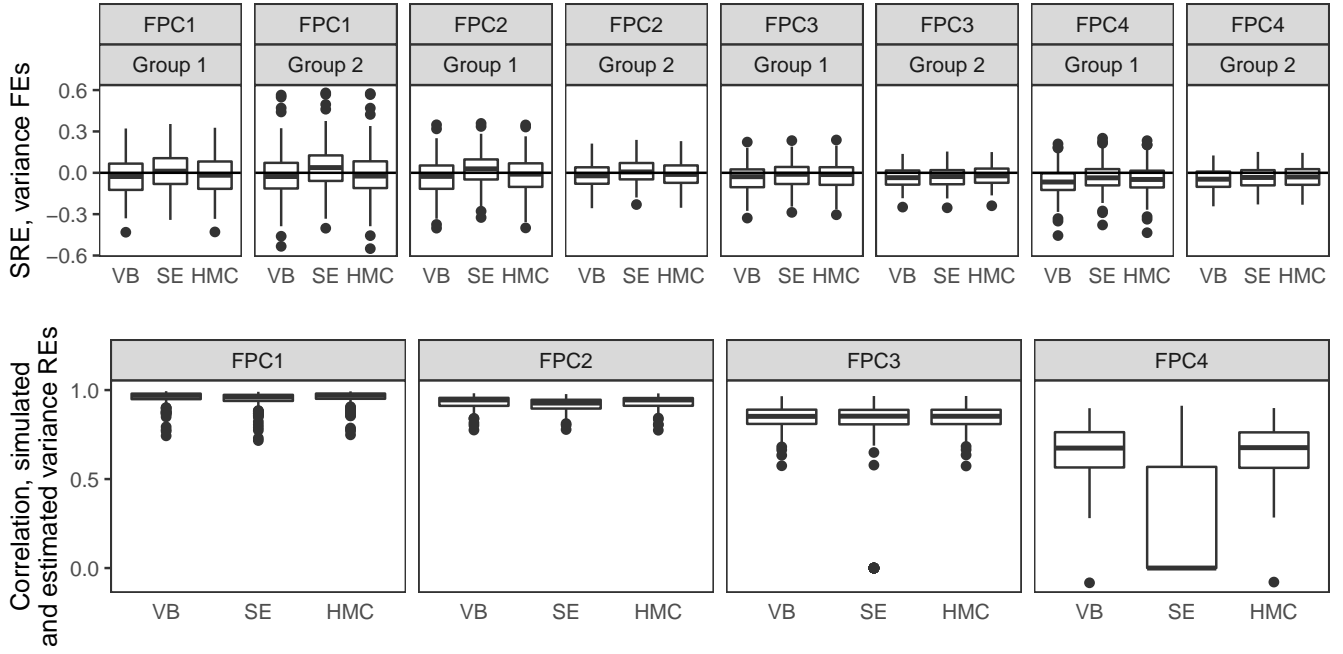 FPC1 FPC1 FPC2 FPC2 FPC3 FPC3 FPC4 FPC4
Group 1 Group 2 Group 1 Group 2 Group 1 Group 2 Group 1 Group 2
SRE, variance FEs
0.6
0.3
0.0
−0.3
−0.6
VB SE HMC VB SE HMC VB SE HMC VB SE HMC VB SE HMC VB SE HMC VB SE HMC VB SE HMC
FPC1 FPC2 FPC3 FPC4
Correlation, simulated
and estimated variance REs
1.0
0.5
0.0
VB SE HMC VB SE HMC VB SE HMC VB SE HMC